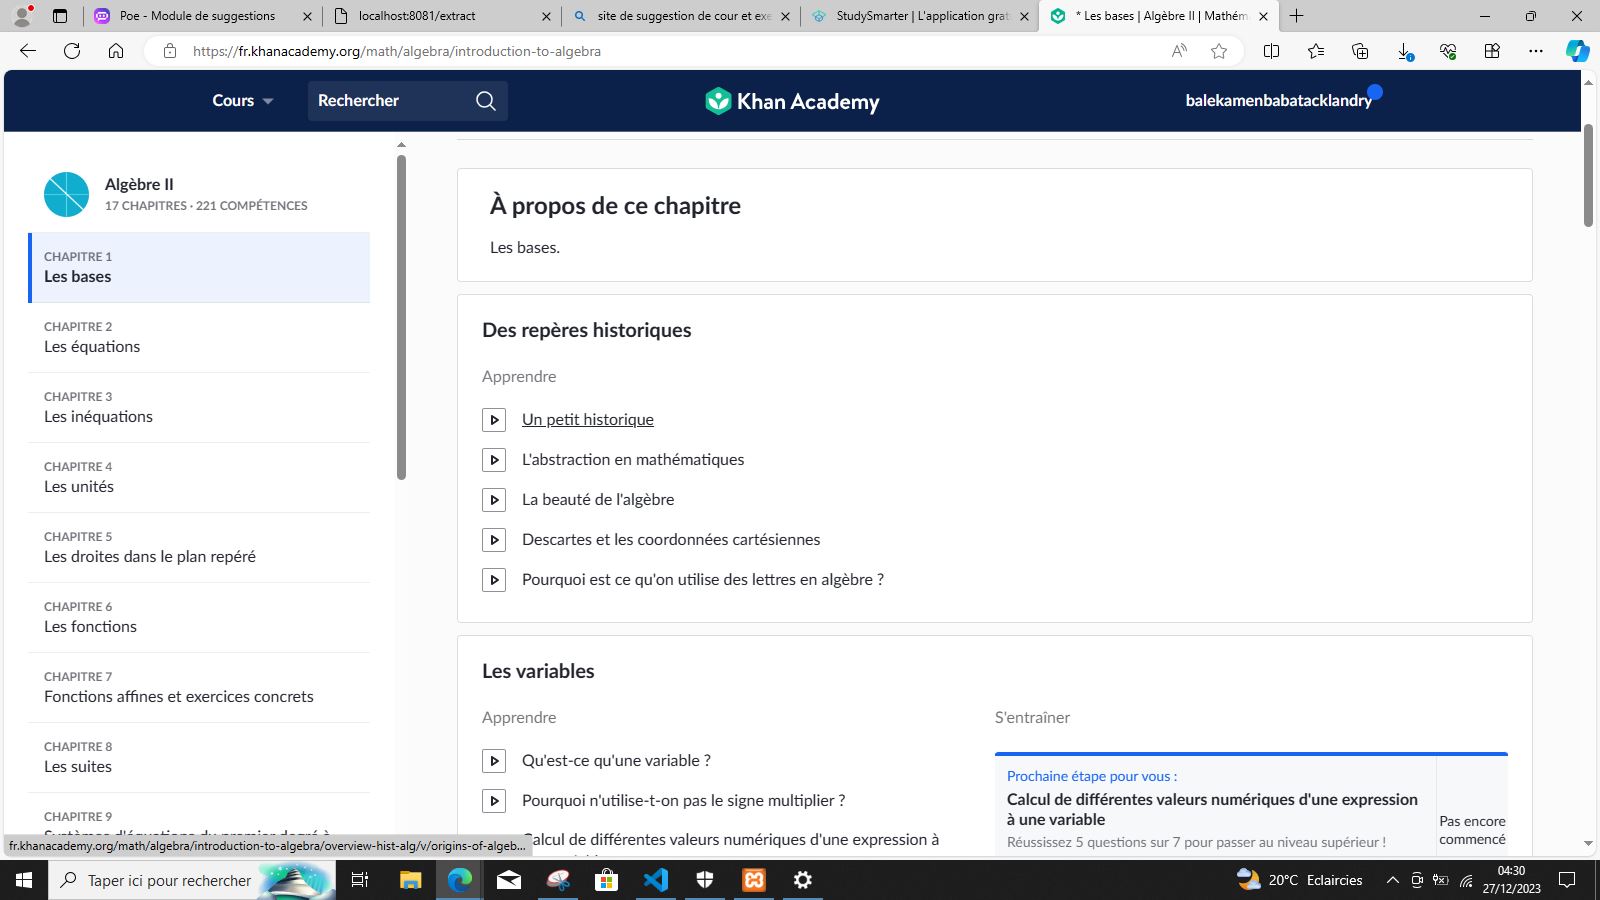 Poe - Module de suggestions
localhost:8081/extract
site de suggestion de cour et exe
StudySmarter | L'application grat
* Les bases | Algèbre II | Mathém
https://fr.khanacademy.org/math/algebra/introduction-to-algebra
Cours
Rechercher
Khan Academy
balekamenbabatacklandry
Algèbre II
17 CHAPITRES · 221 COMPÉTENCES
CHAPITRE 1
Les bases
CHAPITRE 2
Les équations
CHAPITRE 3
Les inéquations
CHAPITRE 4
Les unités
CHAPITRE 5
Les droites dans le plan repéré
CHAPITRE 6
Les fonctions
CHAPITRE 7
Fonctions affines et exercices concrets
CHAPITRE 8
Les suites
CHAPITRE 9
Systèmes d'équations du premier degré à
À propos de ce chapitre
Les bases.
Des repères historiques
Apprendre
Un petit historique
L'abstraction en mathématiques
La beauté de l'algèbre
Descartes et les coordonnées cartésiennes
Pourquoi est ce qu'on utilise des lettres en algèbre ?
Les variables
Apprendre
Qu'est-ce qu'une variable ?
Pourquoi n'utilise-t-on pas le signe multiplier ?
Calcul de différentes valeurs numériques d'une expression à
S'entraîner
Prochaine étape pour vous :
Calcul de différentes valeurs numériques d'une expression
à une variable
Réussissez 5 questions sur 7 pour passer au niveau supérieur !
Pas encore
commencé
fr.khanacademy.org/math/algebra/introduction-to-algebra/overview-hist-alg/v/origins-of-algeb...
Taper ici pour rechercher
20°C Eclaircies
04:30
27/12/2023